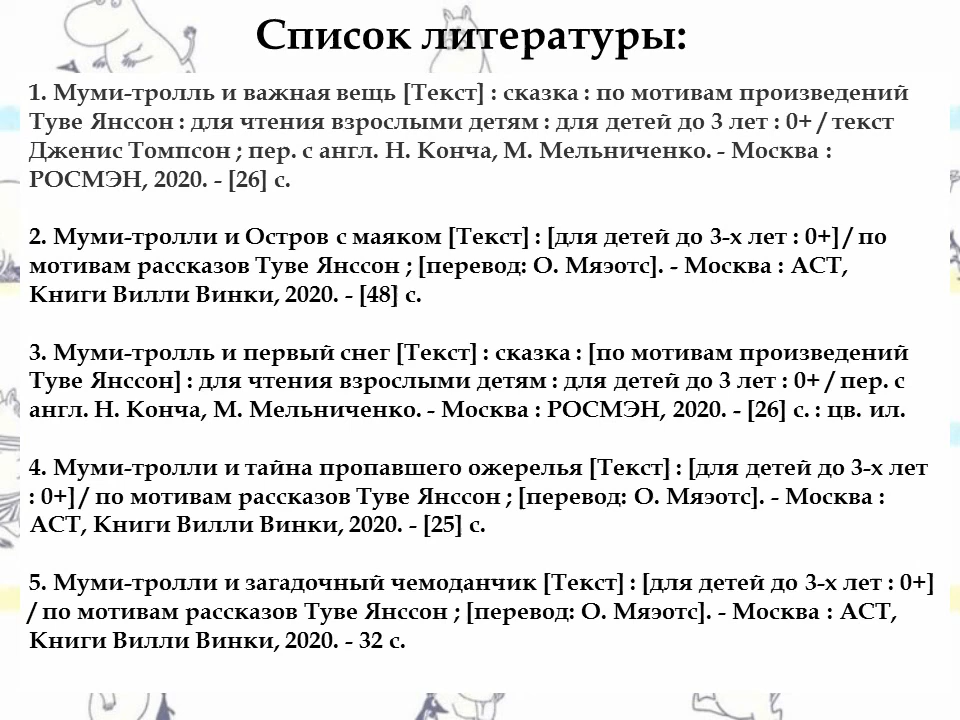 Список литературы:
1. Муми-тролль и важная вещь [Текст] : сказка : по мотивам произведений
Туве Янссон : для чтения взрослыми детям : для детей до 3 лет : 0+ / текст
Дженис Томпсон ; пер. с англ. Н. Конча, М. Мельниченко. - Москва :
РОСМЭН, 2020. - [26] с.
2. Муми-тролли и Остров с маяком [Текст] : [для детей до 3-х лет : 0+] / по
мотивам рассказов Туве Янссон ; [перевод: О. Мяэотс]. - Москва : АСТ,
Книги Вилли Винки, 2020. - [48] с.
3. Муми-тролль и первый снег [Текст] : сказка : [по мотивам произведений
Туве Янссон] : для чтения взрослыми детям : для детей до 3 лет : 0+ / пер. с
англ. Н. Конча, М. Мельниченко. - Москва : РОСМЭН, 2020. - [26] с. : цв. ил.
4. Муми-тролли и тайна пропавшего ожерелья [Текст] : [для детей до 3-х лет
: 0+] / по мотивам рассказов Туве Янссон ; [перевод: О. Мяэотс]. - Москва :
АСТ, Книги Вилли Винки, 2020. - [25] с.
5. Муми-тролли и загадочный чемоданчик [Текст] : [для детей до 3-х лет : 0+]
/ по мотивам рассказов Туве Янссон ; [перевод: О. Мяэотс]. - Москва : АСТ,
Книги Вилли Винки, 2020. - 32 с.